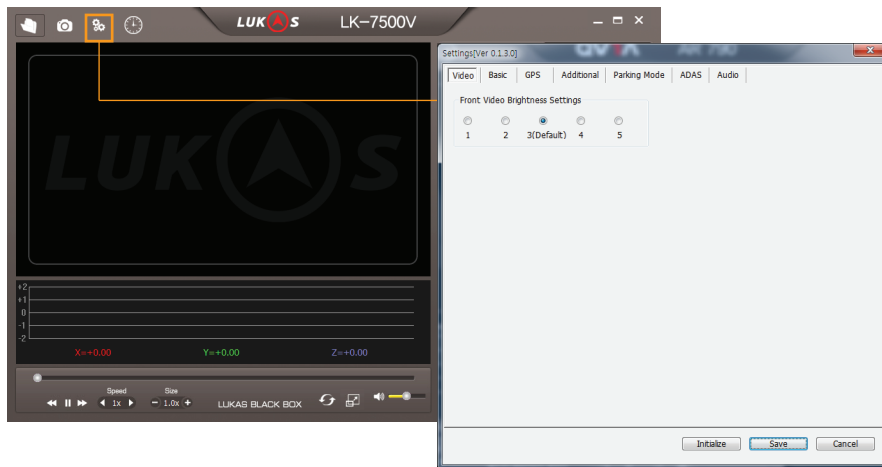 LUKAS LK-7500V
LUKAS
+2
+1
0
-1
-2
X=+0.00 Y=+0.00 Z=+0.00
Speed Size
1x - 1.0x + LUKAS BLACK BOX
Settings[Ver 0.1.3.0]
Video Basic GPS Additional Parking Mode ADAS Audio
Front Video Brightness Settings
1 2 3(Default) 4 5
Initialize Save Cancel